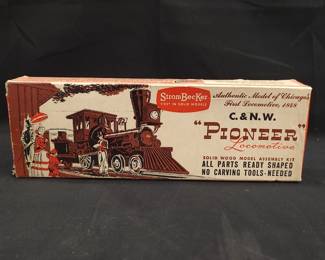 StromBecKer
Authentic Model of Chicago's
First Locomotive, 1848
C. & N.W.
"PIONEER"
Locomotive
SOLID WOOD MODEL ASSEMBLY KIT
ALL PARTS READY SHAPED
NO CARVING TOOLS NEEDED